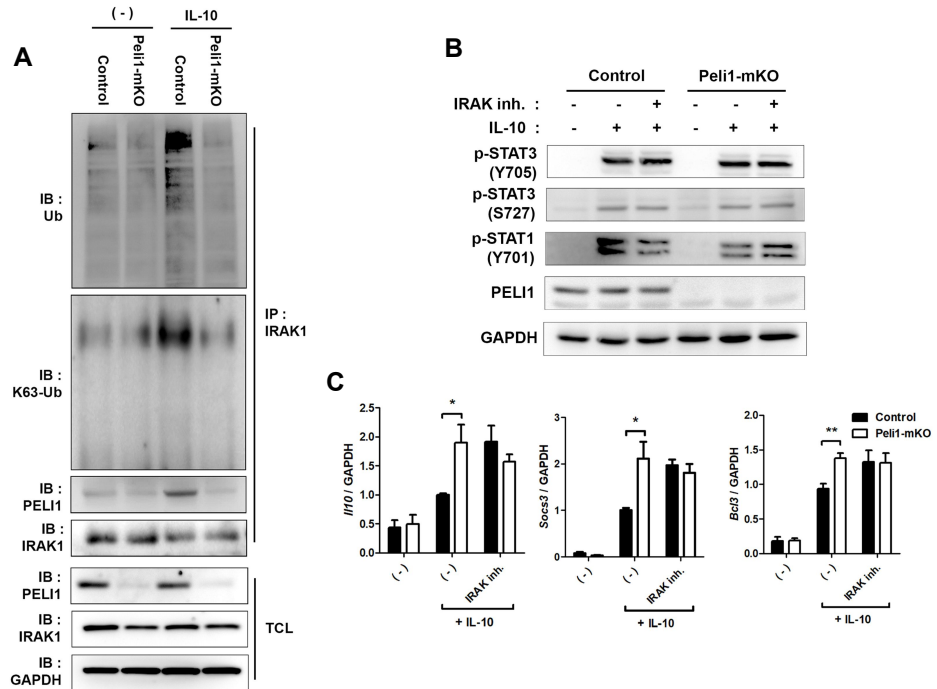 A
(-)
IL-10
Control
Peli1-mKO
Control
Peli1-mKO
IB :
Ub
IB :
K63-Ub
IB :
PELI1
IB :
IRAK1
IP :
IRAK1
IB :
PELI1
IB :
IRAK1
IB :
GAPDH
TCL
B
Control
Peli1-mKO
IRAK inh. : - - + - - +
IL-10 : - + + - + +
p-STAT3
(Y705)
p-STAT3
(S727)
p-STAT1
(Y701)
PELI1
GAPDH
C
Il10 / GAPDH
2.5
2.0
1.5
1.0
0.5
0.0
*
(-)
(-)
IRAK inh.
+ IL-10
Socs3 / GAPDH
3
2
1
0
*
(-)
(-)
IRAK inh.
+ IL-10
Bcl3 / GAPDH
2.0
1.5
1.0
0.5
0.0
**
Control
Peli1-mKO
(-)
(-)
IRAK inh.
+ IL-10